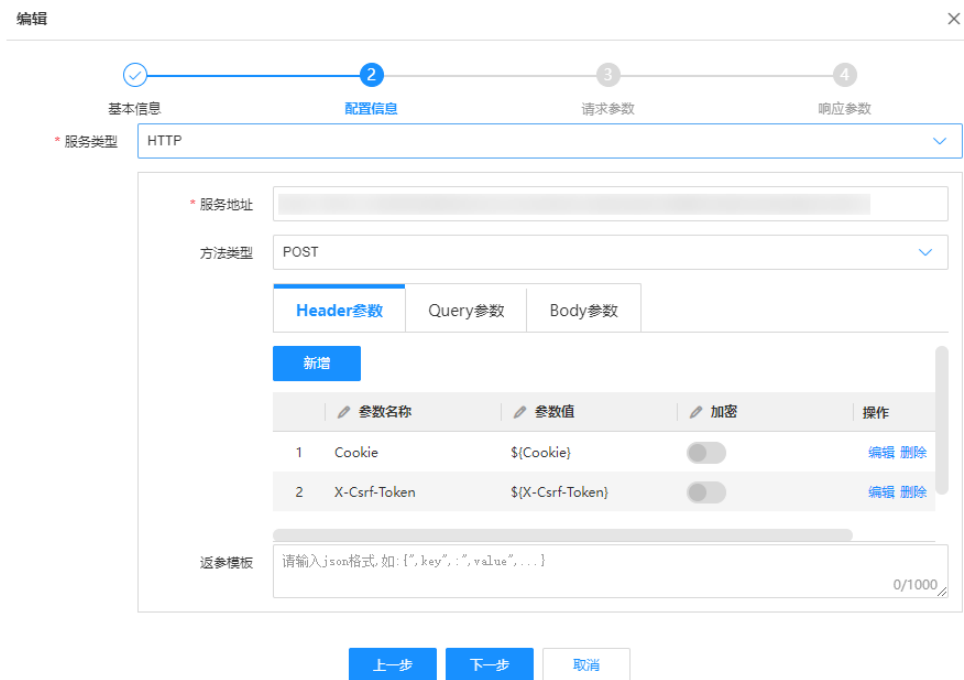 编辑
2 3 4
基本信息 配置信息 请求参数 响应参数
* 服务类型 HTTP
* 服务地址
方法类型 POST
Header参数 Query参数 Body参数
新增
参数名称 参数值 加密 操作
1 Cookie ${Cookie} 编辑 删除
2 X-Csrf-Token ${X-Csrf-Token} 编辑 删除
返参模板 请输入json格式,如:{",key",:",value",...}
0/1000
上一步 下一步 取消